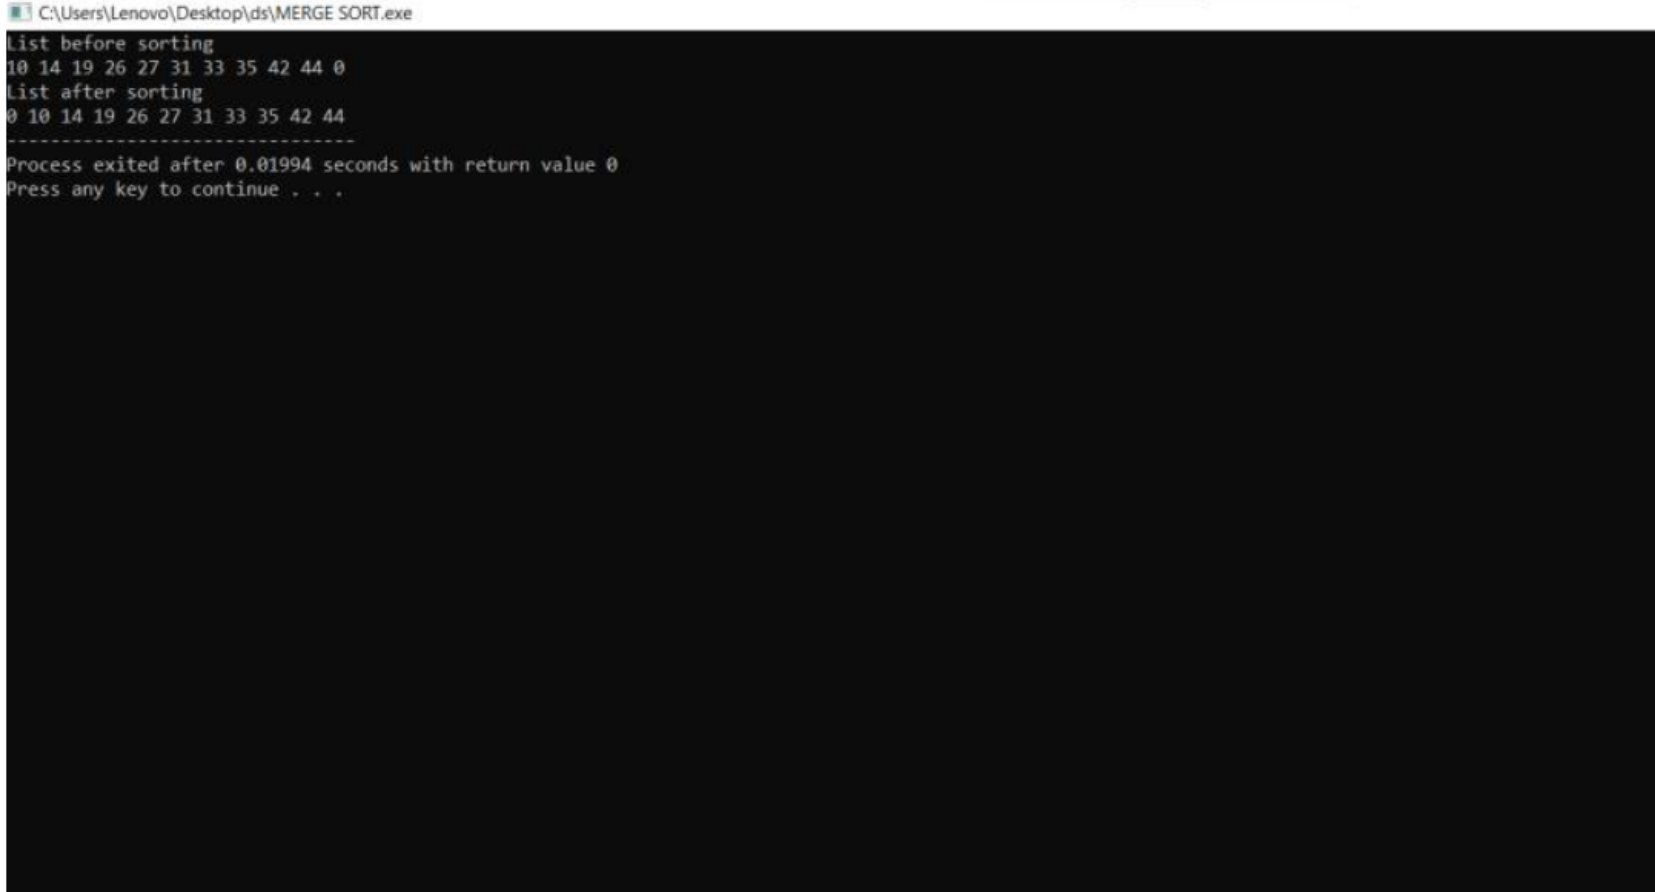 C:\Users\Lenovo\Desktop\ds\MERGE SORT.exe
List before sorting
10 14 19 26 27 31 33 35 42 44 0
List after sorting
0 10 14 19 26 27 31 33 35 42 44
--------------------------------
Process exited after 0.01994 seconds with return value 0
Press any key to continue . . .